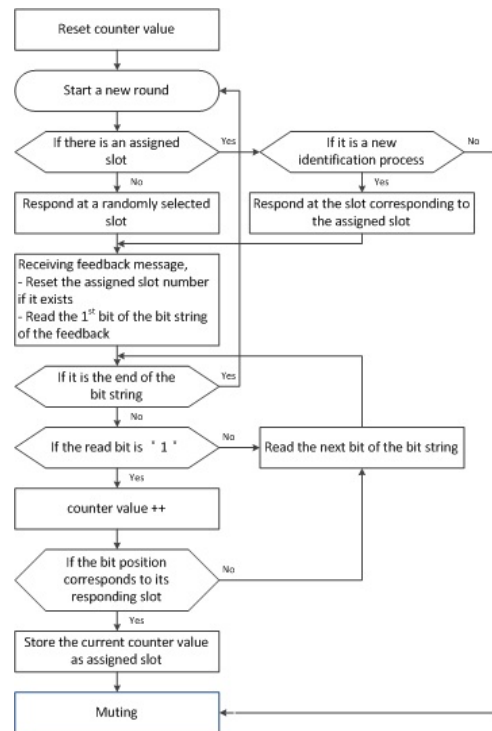 Reset counter value
Start a new round
If there is an assigned
slot
Yes
If it is a new
identification process
No
No
Yes
Respond at a randomly selected
slot
Respond at the slot corresponding to
the assigned slot
Receiving feedback message,
- Reset the assigned slot number
if it exists
- Read the 1st bit of the bit string
of the feedback
If it is the end of the
bit string
Yes
No
If the read bit is ‘ 1 ‘
No
Read the next bit of the bit string
Yes
counter value ++
If the bit position
corresponds to its
responding slot
No
Yes
Store the current counter value
as assigned slot
Muting